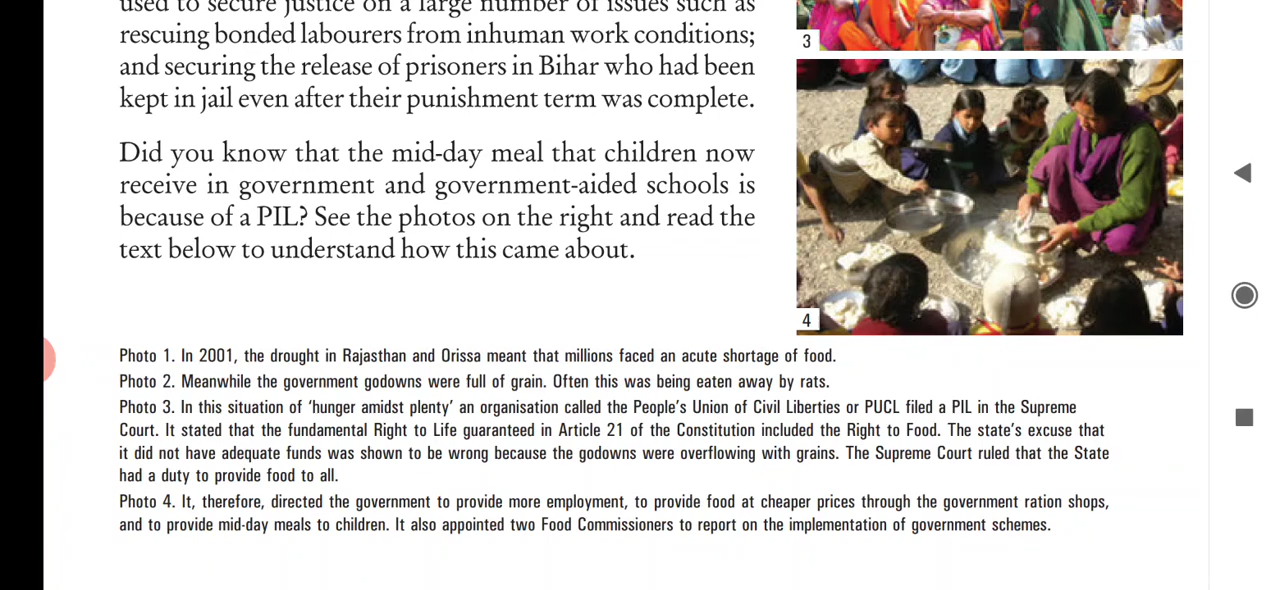 used to secure justice on a large number of issues such as
rescuing bonded labourers from inhuman work conditions;
and securing the release of prisoners in Bihar who had been
kept in jail even after their punishment term was complete.
Did you know that the mid-day meal that children now
receive in government and government-aided schools is
because of a PIL? See the photos on the right and read the
text below to understand how this came about.
3
4
Photo 1. In 2001, the drought in Rajasthan and Orissa meant that millions faced an acute shortage of food.
Photo 2. Meanwhile the government godowns were full of grain. Often this was being eaten away by rats.
Photo 3. In this situation of ‘hunger amidst plenty’ an organisation called the People’s Union of Civil Liberties or PUCL filed a PIL in the Supreme
Court. It stated that the fundamental Right to Life guaranteed in Article 21 of the Constitution included the Right to Food. The state’s excuse that
it did not have adequate funds was shown to be wrong because the godowns were overflowing with grains. The Supreme Court ruled that the State
had a duty to provide food to all.
Photo 4. It, therefore, directed the government to provide more employment, to provide food at cheaper prices through the government ration shops,
and to provide mid-day meals to children. It also appointed two Food Commissioners to report on the implementation of government schemes.